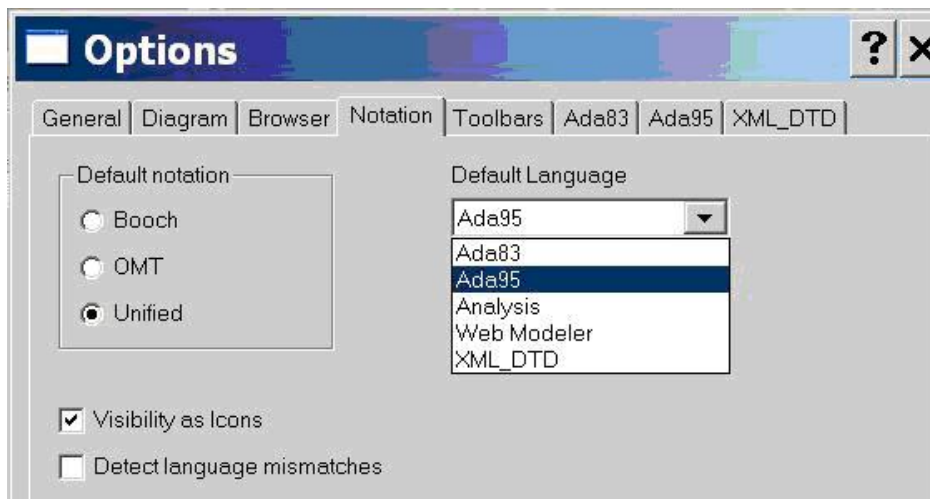 Options
?
General Diagram Browser Notation Toolbars Ada83 Ada95 XML_DTD
Default notation
Booch
OMT
Unified
Default Language
Ada95
Ada83
Ada95
Analysis
Web Modeler
XML_DTD
Visibility as Icons
Detect language mismatches